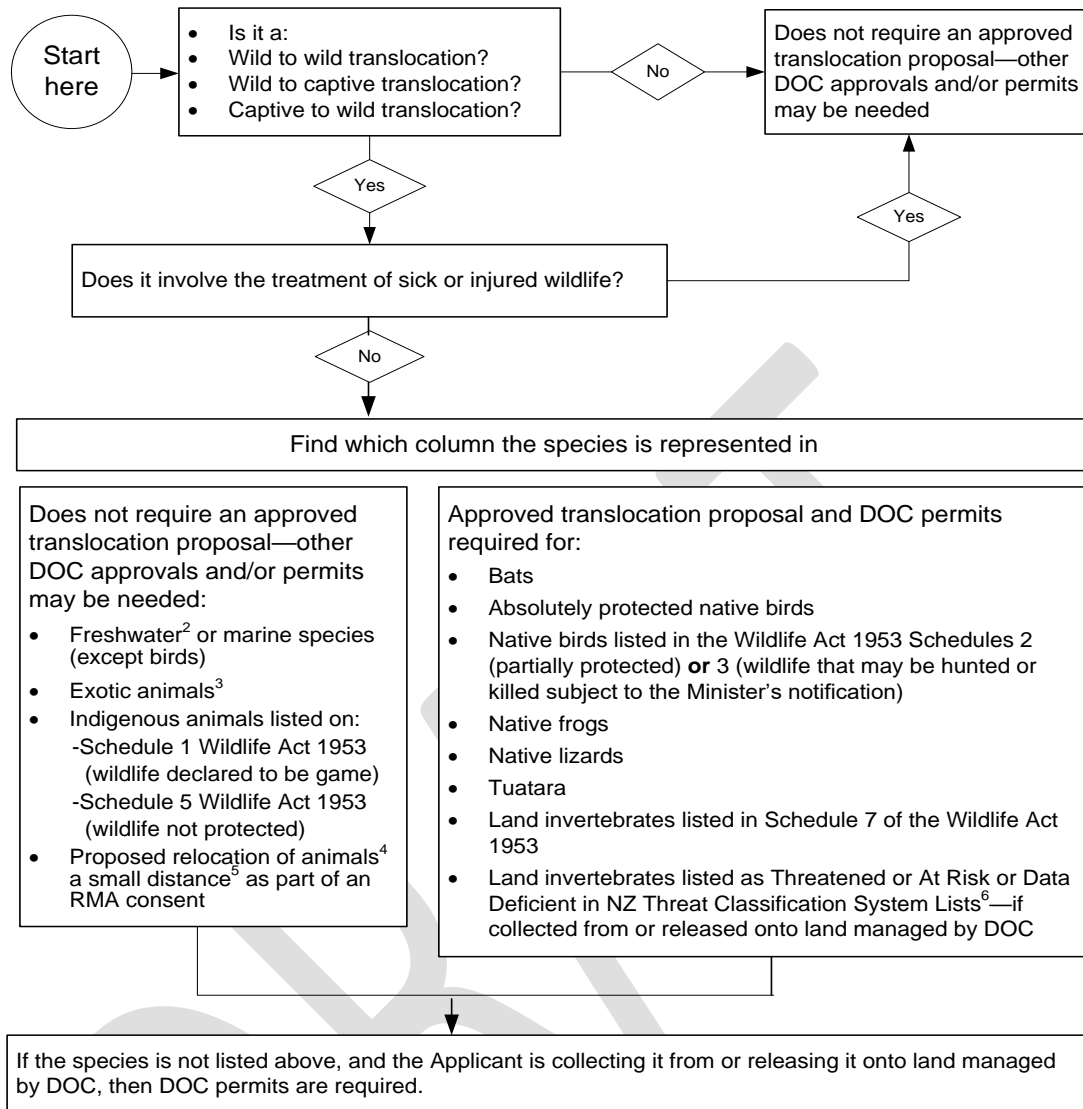 Start
here
• Is it a:
• Wild to wild translocation?
• Wild to captive translocation?
• Captive to wild translocation?
No
Does not require an approved
translocation proposal—other
DOC approvals and/or permits
may be needed
Yes
Yes
Does it involve the treatment of sick or injured wildlife?
No
Find which column the species is represented in
Does not require an approved
translocation proposal—other
DOC approvals and/or permits
may be needed:
• Freshwater2 or marine species
(except birds)
• Exotic animals3
• Indigenous animals listed on:
-Schedule 1 Wildlife Act 1953
(wildlife declared to be game)
-Schedule 5 Wildlife Act 1953
(wildlife not protected)
• Proposed relocation of animals4
a small distance5 as part of an
RMA consent
Approved translocation proposal and DOC permits
required for:
• Bats
• Absolutely protected native birds
• Native birds listed in the Wildlife Act 1953 Schedules 2
(partially protected) or 3 (wildlife that may be hunted or
killed subject to the Minister’s notification)
• Native frogs
• Native lizards
• Tuatara
• Land invertebrates listed in Schedule 7 of the Wildlife Act
1953
• Land invertebrates listed as Threatened or At Risk or Data
Deficient in NZ Threat Classification System Lists6—if
collected from or released onto land managed by DOC
If the species is not listed above, and the Applicant is collecting it from or releasing it onto land managed
by DOC, then DOC permits are required.